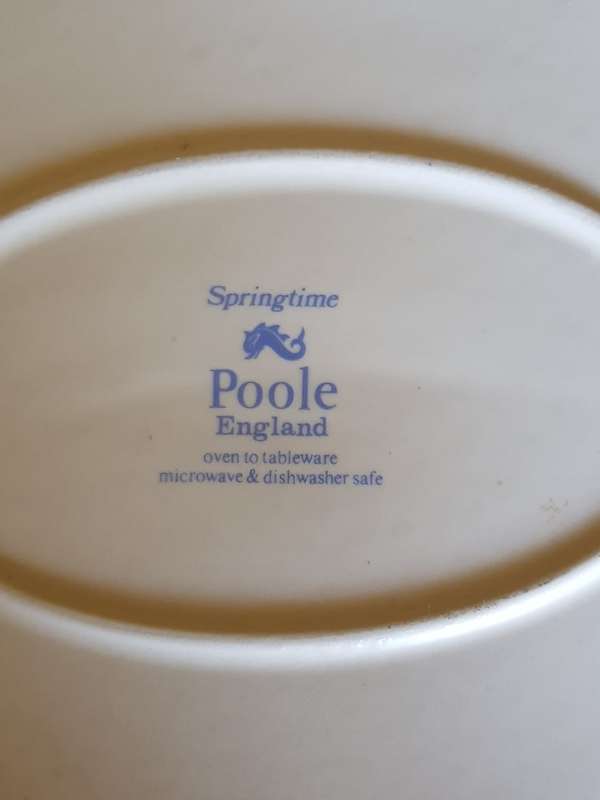 Springtime
Poole
England
oven to tableware
microwave & dishwasher safe